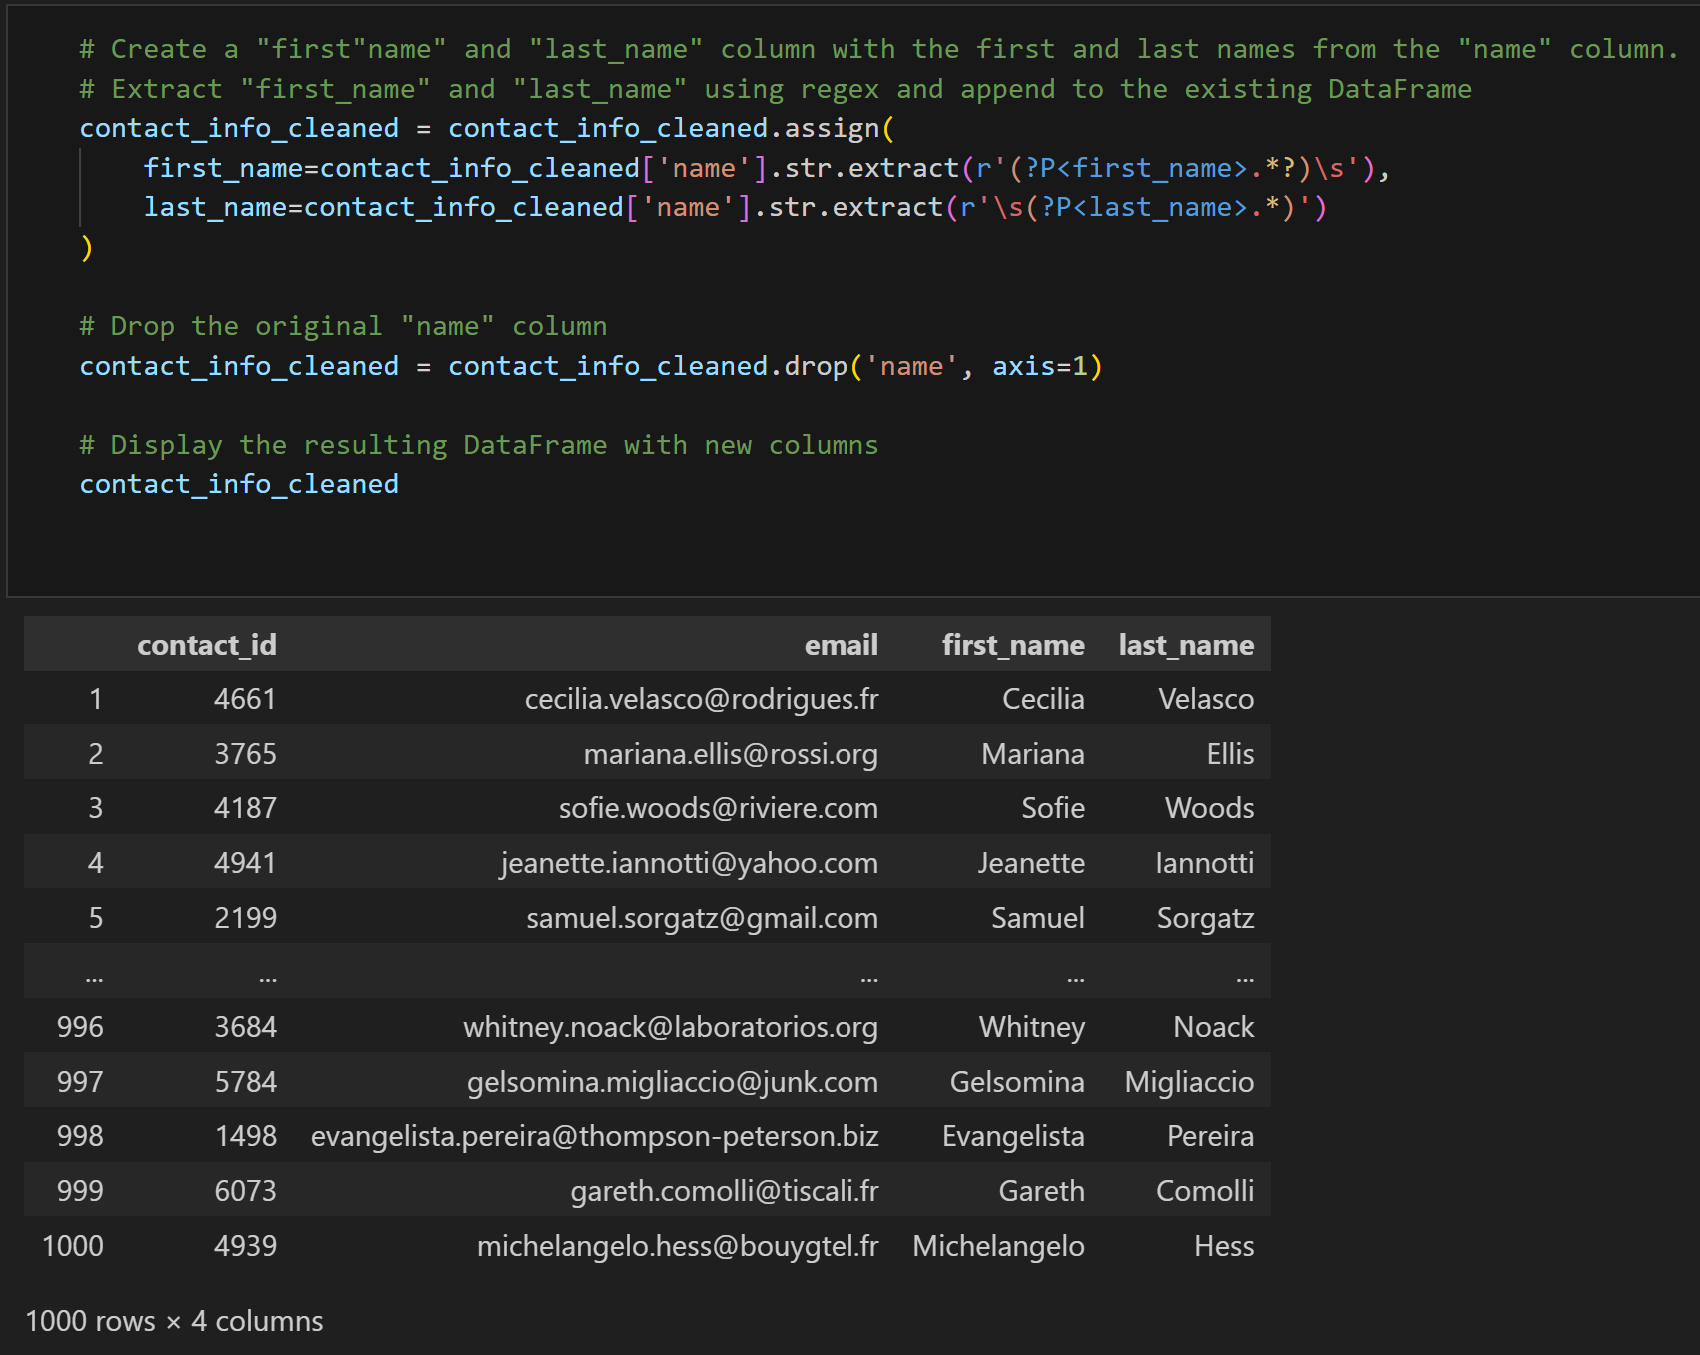 # Create a "first"name" and "last_name" column with the first and last names from the "name" column.
# Extract "first_name" and "last_name" using regex and append to the existing DataFrame
contact_info_cleaned = contact_info_cleaned.assign(
    first_name=contact_info_cleaned['name'].str.extract(r'(?P<first_name>.*?)\s'),
    last_name=contact_info_cleaned['name'].str.extract(r'\s(?P<last_name>.*)')
)
# Drop the original "name" column
contact_info_cleaned = contact_info_cleaned.drop('name', axis=1)
# Display the resulting DataFrame with new columns
contact_info_cleaned
contact_id email first_name last_name
1 4661 cecilia.velasco@rodrigues.fr Cecilia Velasco
2 3765 mariana.ellis@rossi.org Mariana Ellis
3 4187 sofie.woods@riviere.com Sofie Woods
4 4941 jeanette.iannotti@yahoo.com Jeanette Iannotti
5 2199 samuel.sorgatz@gmail.com Samuel Sorgatz
... ... ... ... ...
996 3684 whitney.noack@laboratorios.org Whitney Noack
997 5784 gelsomina.migliaccio@junk.com Gelsomina Migliaccio
998 1498 evangelista.pereira@thompson-peterson.biz Evangelista Pereira
999 6073 gareth.comolli@tiscali.fr Gareth Comolli
1000 4939 michelangelo.hess@bouygtel.fr Michelangelo Hess
1000 rows × 4 columns